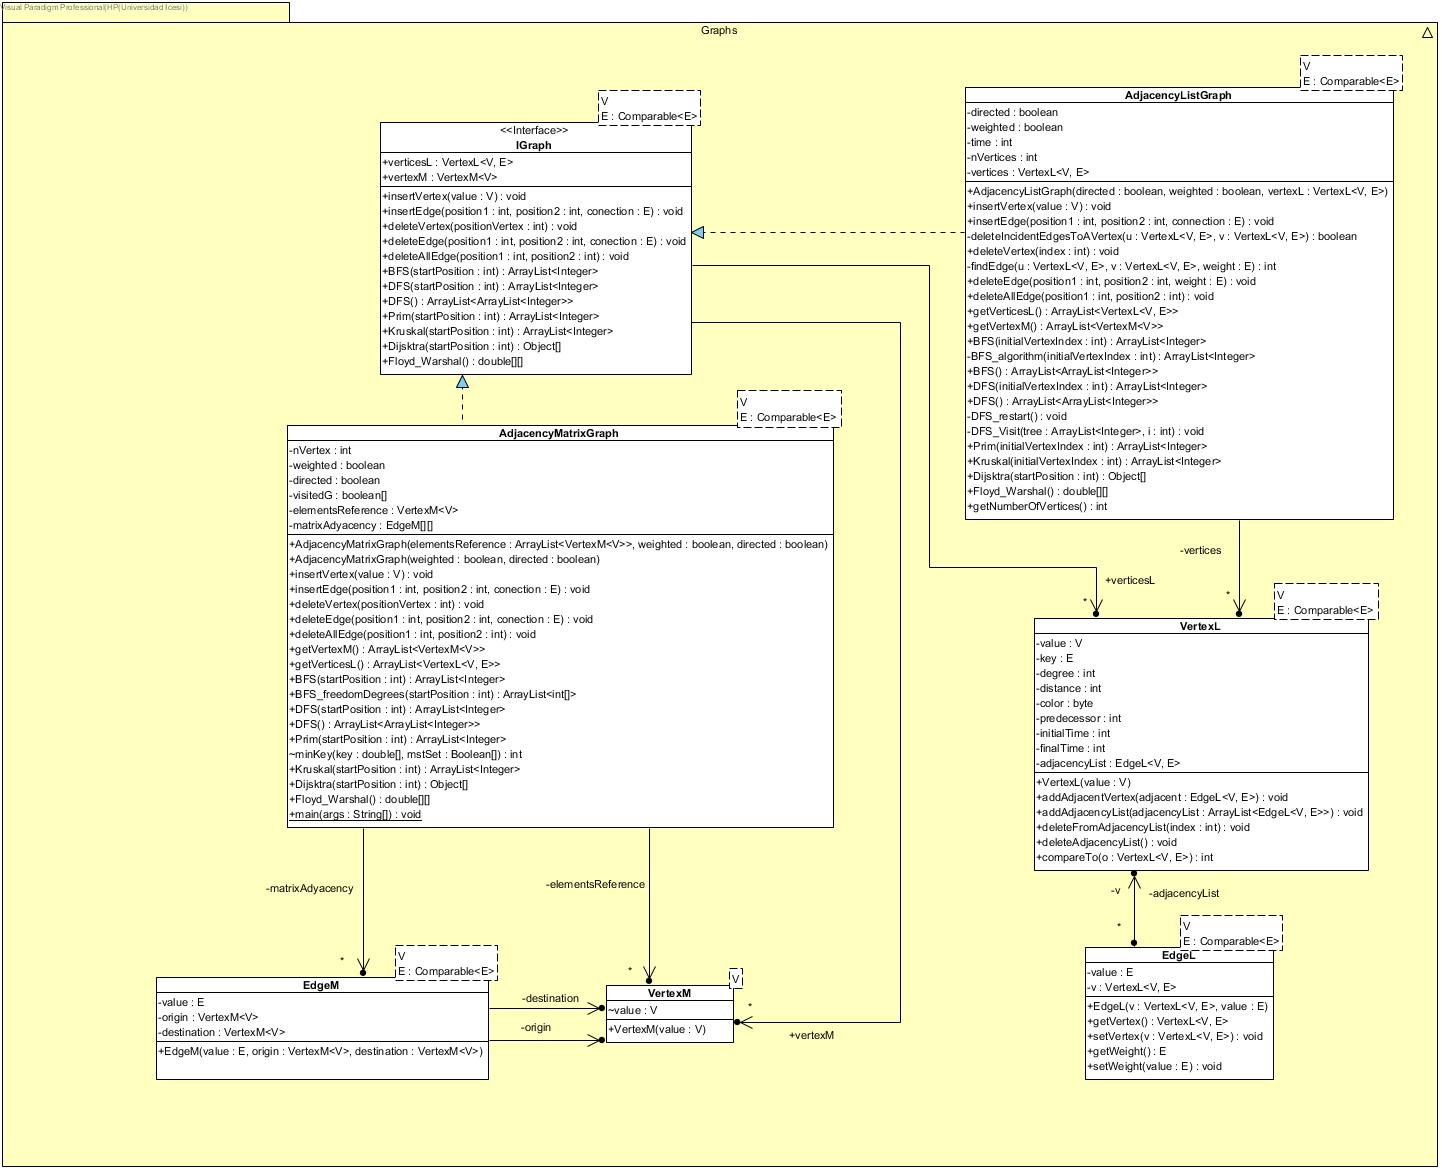 Visual Paradigm Professional(HP(Universidad Icesi))
Graphs
V
E : Comparable<E>
<<Interface>>
IGraph
+verticesL : VertexL<V, E>
+vertexM : VertexM<V>
+insertVertex(value : V) : void
+insertEdge(position1 : int, position2 : int, conection : E) : void
+deleteVertex(positionVertex : int) : void
+deleteEdge(position1 : int, position2 : int, conection : E) : void
+deleteAllEdge(position1 : int, position2 : int) : void
+BFS(startPosition : int) : ArrayList<Integer>
+DFS(startPosition : int) : ArrayList<Integer>
+DFS() : ArrayList<ArrayList<Integer>>
+Prim(startPosition : int) : ArrayList<Integer>
+Kruskal(startPosition : int) : ArrayList<Integer>
+Dijsktra(startPosition : int) : Object[]
+Floyd_Warshal() : double[][]
V
E : Comparable<E>
AdjacencyListGraph
-directed : boolean
-weighted : boolean
-time : int
-nVertices : int
-vertices : VertexL<V, E>
+AdjacencyListGraph(directed : boolean, weighted : boolean, vertexL : VertexL<V, E>)
+insertVertex(value : V) : void
+insertEdge(position1 : int, position2 : int, connection : E) : void
-deleteIncidentEdgesToAVertex(u : VertexL<V, E>, v : VertexL<V, E>) : boolean
+deleteVertex(index : int) : void
-findEdge(u : VertexL<V, E>, v : VertexL<V, E>, weight : E) : int
+deleteEdge(position1 : int, position2 : int, weight : E) : void
+deleteAllEdge(position1 : int, position2 : int) : void
+getVerticesL() : ArrayList<VertexL<V, E>>
+getVertexM() : ArrayList<VertexM<V>>
+BFS(initialVertexIndex : int) : ArrayList<Integer>
-BFS_algorithm(initialVertexIndex : int) : ArrayList<Integer>
+BFS() : ArrayList<ArrayList<Integer>>
+DFS(initialVertexIndex : int) : ArrayList<Integer>
+DFS() : ArrayList<ArrayList<Integer>>
-DFS_restart() : void
-DFS_Visit(tree : ArrayList<Integer>, i : int) : void
+Prim(initialVertexIndex : int) : ArrayList<Integer>
+Kruskal(initialVertexIndex : int) : ArrayList<Integer>
+Dijsktra(startPosition : int) : Object[]
+Floyd_Warshal() : double[][]
+getNumberOfVertices() : int
V
E : Comparable<E>
AdjacencyMatrixGraph
-nVertex : int
-weighted : boolean
-directed : boolean
-visitedG : boolean[]
-elementsReference : VertexM<V>
-matrixAdyacency : EdgeM[][]
+AdjacencyMatrixGraph(elementsReference : ArrayList<VertexM<V>>, weighted : boolean, directed : boolean)
+AdjacencyMatrixGraph(weighted : boolean, directed : boolean)
+insertVertex(value : V) : void
+insertEdge(position1 : int, position2 : int, conection : E) : void
+deleteVertex(positionVertex : int) : void
+deleteEdge(position1 : int, position2 : int, conection : E) : void
+deleteAllEdge(position1 : int, position2 : int) : void
+getVertexM() : ArrayList<VertexM<V>>
+getVerticesL() : ArrayList<VertexL<V, E>>
+BFS(startPosition : int) : ArrayList<Integer>
+BFS_freedomDegrees(startPosition : int) : ArrayList<int[]>
+DFS(startPosition : int) : ArrayList<Integer>
+DFS() : ArrayList<ArrayList<Integer>>
+Prim(startPosition : int) : ArrayList<Integer>
~minKey(key : double[], mstSet : Boolean[]) : int
+Kruskal(startPosition : int) : ArrayList<Integer>
+Dijsktra(startPosition : int) : Object[]
+Floyd_Warshal() : double[][]
+main(args : String[]) : void
-vertices
*
+verticesL
*
V
E : Comparable<E>
VertexL
-value : V
-key : E
-degree : int
-distance : int
-color : byte
-predecessor : int
-initialTime : int
-finalTime : int
-adjacencyList : EdgeL<V, E>
+VertexL(value : V)
+addAdjacentVertex(adjacent : EdgeL<V, E>) : void
+addAdjacencyList(adjacencyList : ArrayList<EdgeL<V, E>>) : void
+deleteFromAdjacencyList(index : int) : void
+deleteAdjacencyList() : void
+compareTo(o : VertexL<V, E>) : int
-matrixAdyacency
*
-elementsReference
*
-v
-adjacencyList
*
V
E : Comparable<E>
EdgeM
-value : E
-origin : VertexM<V>
-destination : VertexM<V>
+EdgeM(value : E, origin : VertexM<V>, destination : VertexM<V>)
-destination
-origin
V
VertexM
~value : V
+VertexM(value : V)
*
+vertexM
V
E : Comparable<E>
EdgeL
-value : E
-v : VertexL<V, E>
+EdgeL(v : VertexL<V, E>, value : E)
+getVertex() : VertexL<V, E>
+setVertex(v : VertexL<V, E>) : void
+getWeight() : E
+setWeight(value : E) : void